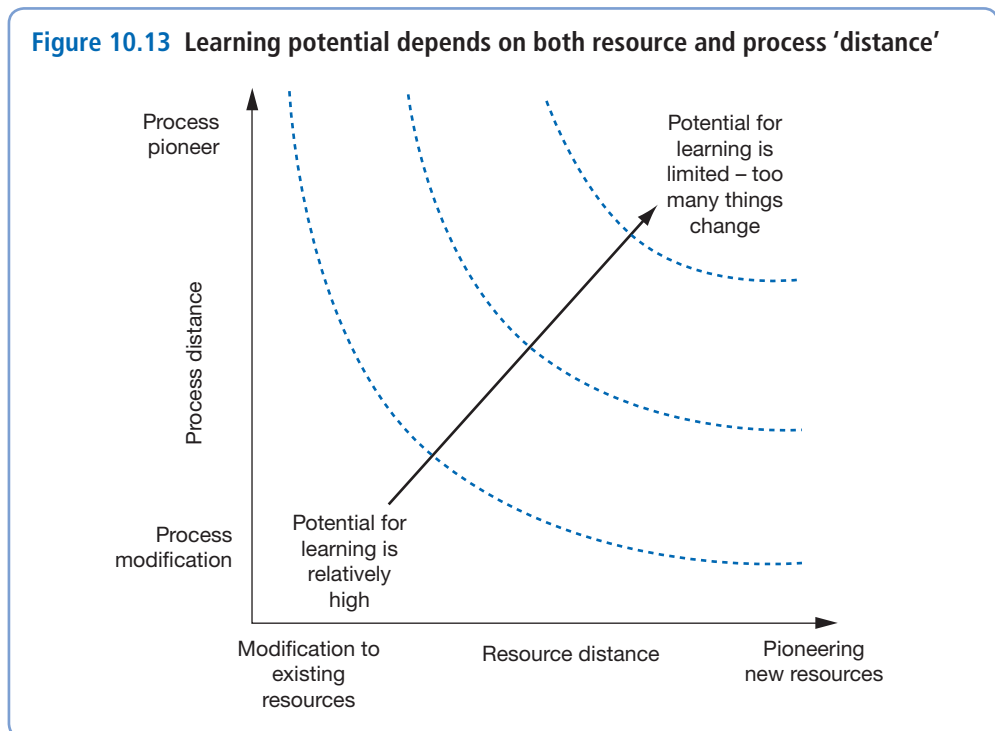 Figure 10.13 Learning potential depends on both resource and process ‘distance’
Process
pioneer
Potential for
learning is
limited – too
many things
change
Process distance
Process
modification
Potential for
learning is
relatively
high
Modification to
existing
resources
Resource distance
Pioneering
new resources